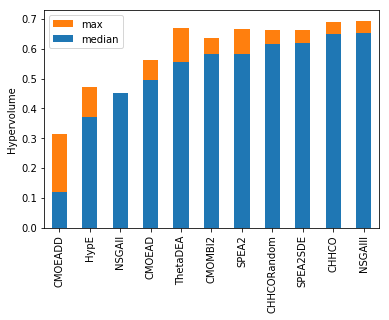 0.7
0.6
0.5
0.4
0.3
0.2
0.1
0.0
Hypervolume
max
median
CMOEADD
HypE
NSGAII
CMOEAD
ThetaDEA
CMOMBI2
SPEA2
CHHCORandom
SPEA2SDE
CHHCO
NSGAIII